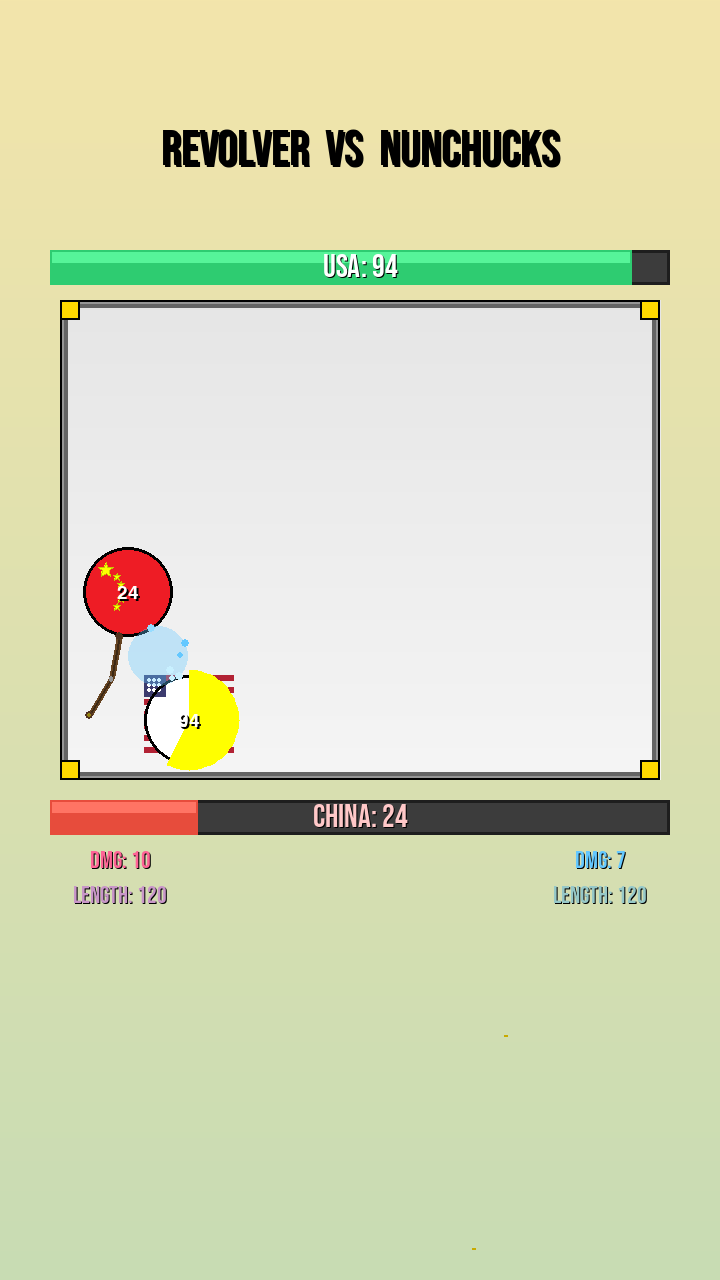 REVOLVER VS NUNCHUCKS
USA: 94
24
94
CHINA: 24
DMG: 10
DMG: 7
LENGTH: 120
LENGTH: 120